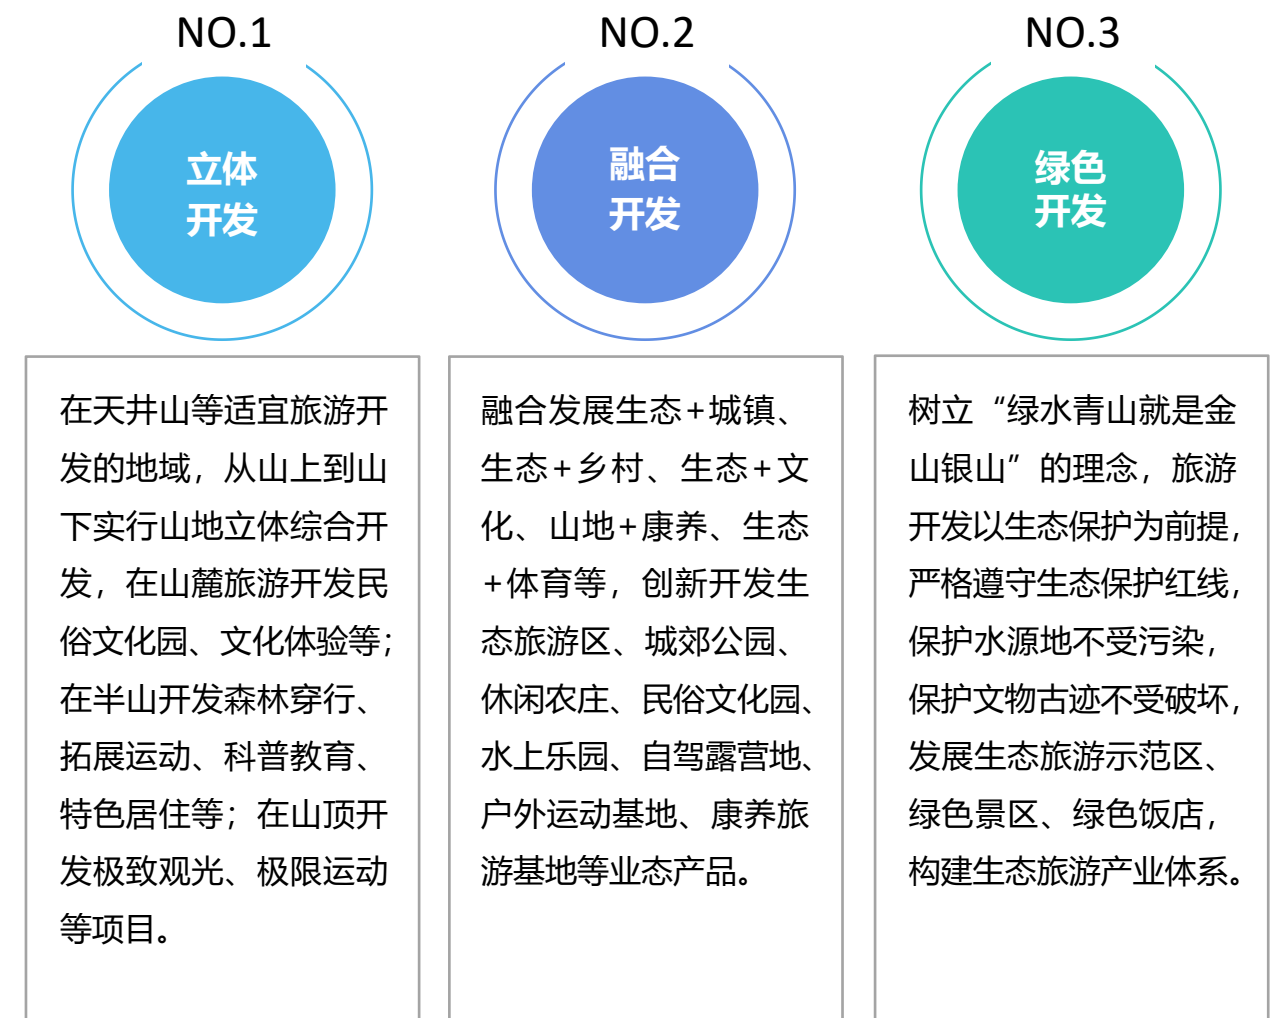 NO.1
立体
开发
在天井山等适宜旅游开
发的地域，从山上到山
下实行山地立体综合开
发，在山麓旅游开发民
俗文化园、文化体验等；
在半山开发森林穿行、
拓展运动、科普教育、
特色居住等；在山顶开
发极致观光、极限运动
等项目。
NO.2
融合
开发
融合发展生态+城镇、
生态+乡村、生态+文
化、山地+康养、生态
+体育等，创新开发生
态旅游区、城郊公园、
休闲农庄、民俗文化园、
水上乐园、自驾露营地、
户外运动基地、康养旅
游基地等业态产品。
NO.3
绿色
开发
树立“绿水青山就是金
山银山”的理念，旅游
开发以生态保护为前提，
严格遵守生态保护红线，
保护水源地不受污染，
保护文物古迹不受破坏，
发展生态旅游示范区、
绿色景区、绿色饭店，
构建生态旅游产业体系。